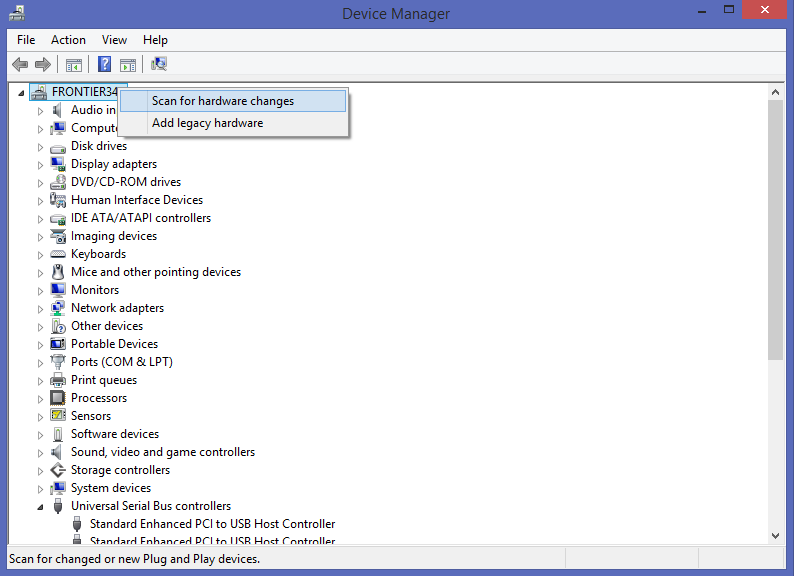 Device Manager
File Action View Help
FRONTIER34
Scan for hardware changes
Audio in
Add legacy hardware
Compute
Disk drives
Display adapters
DVD/CD-ROM drives
Human Interface Devices
IDE ATA/ATAPI controllers
Imaging devices
Keyboards
Mice and other pointing devices
Monitors
Network adapters
Other devices
Portable Devices
Ports (COM & LPT)
Print queues
Processors
Sensors
Software devices
Sound, video and game controllers
Storage controllers
System devices
Universal Serial Bus controllers
Standard Enhanced PCI to USB Host Controller
Standard Enhanced PCI to USB Host Controller
Scan for changed or new Plug and Play devices.